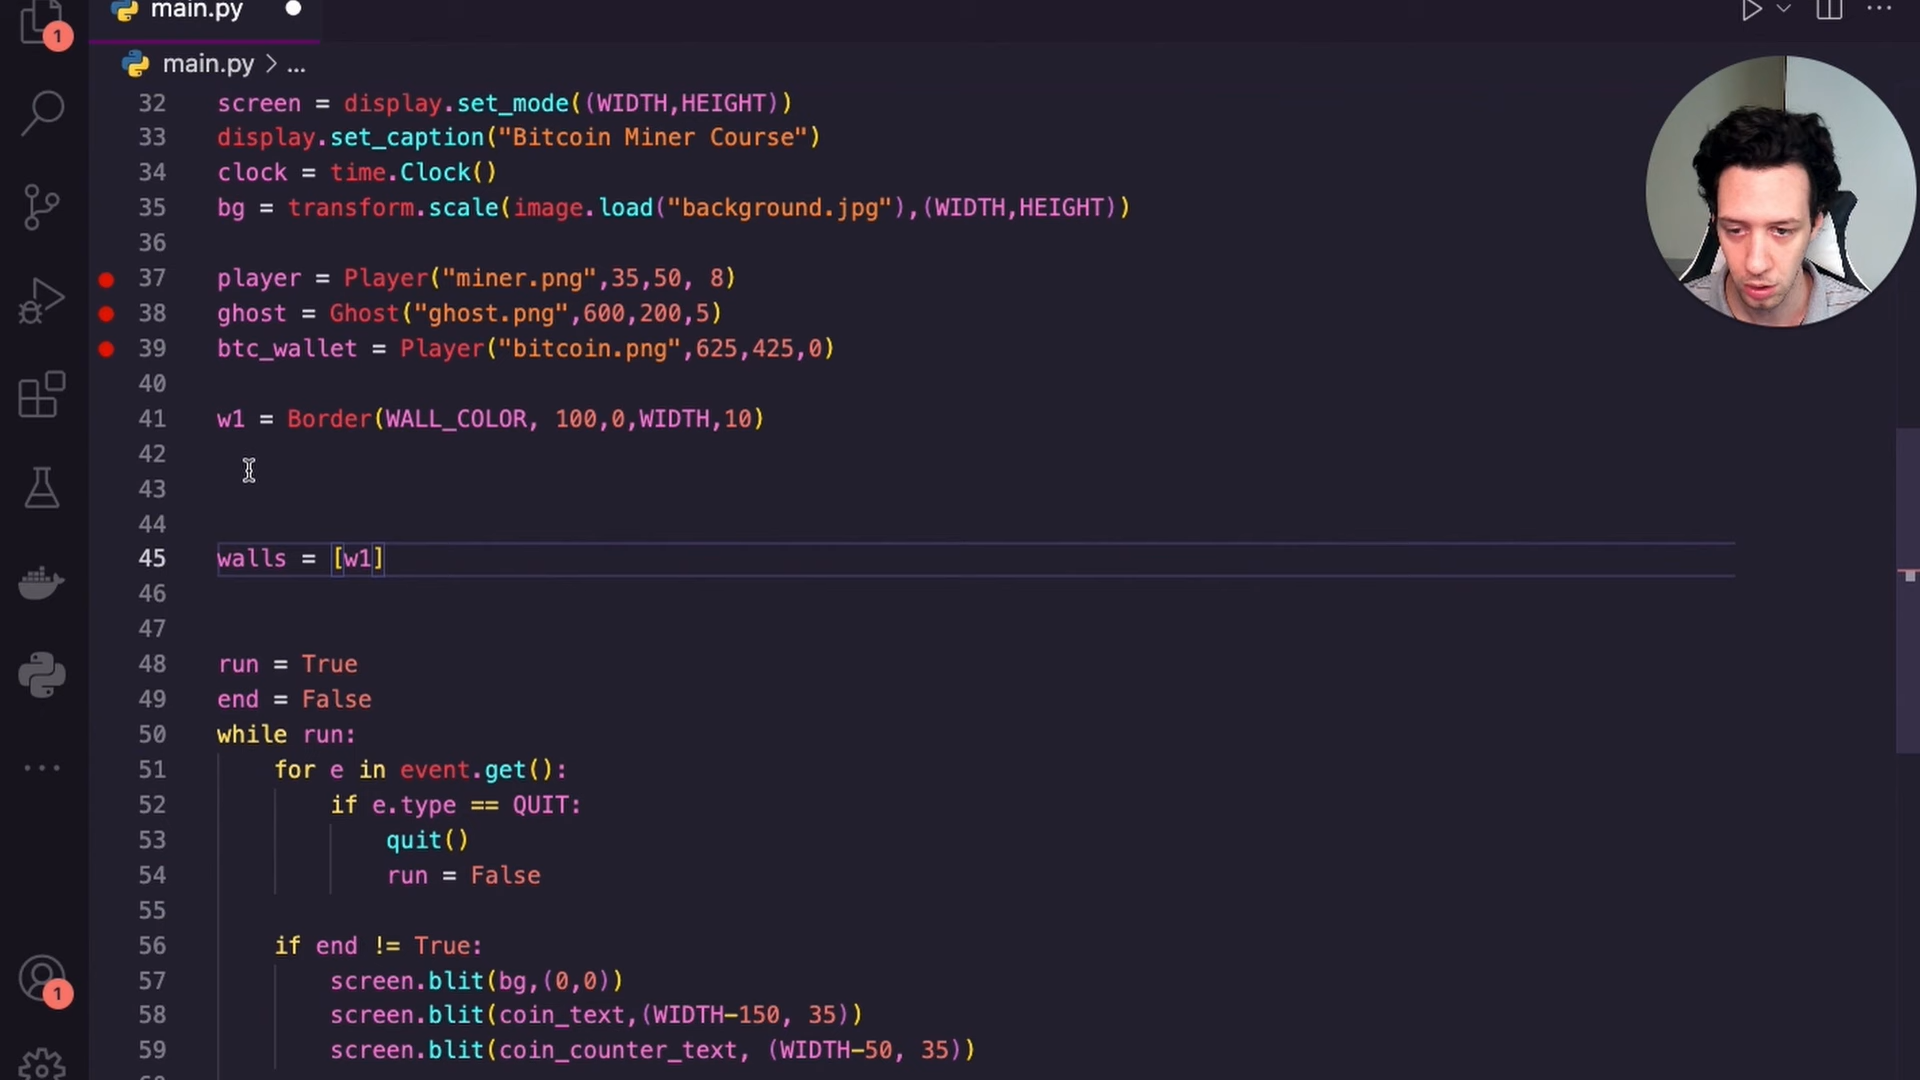 1
main.py
main.py > ...
32 screen = display.set_mode((WIDTH,HEIGHT))
33 display.set_caption("Bitcoin Miner Course")
34 clock = time.Clock()
35 bg = transform.scale(image.load("background.jpg"),(WIDTH,HEIGHT))
36
37 player = Player("miner.png",35,50, 8)
38 ghost = Ghost("ghost.png",600,200,5)
39 btc_wallet = Player("bitcoin.png",625,425,0)
40
41 w1 = Border(WALL_COLOR, 100,0,WIDTH,10)
42
43
44
45 walls = [w1]
46
47
48 run = True
49 end = False
50 while run:
51 for e in event.get():
52 if e.type == QUIT:
53 quit()
54 run = False
55
56 if end != True:
57 screen.blit(bg,(0,0))
58 screen.blit(coin_text,(WIDTH-150, 35))
59 screen.blit(coin_counter_text, (WIDTH-50, 35))
1